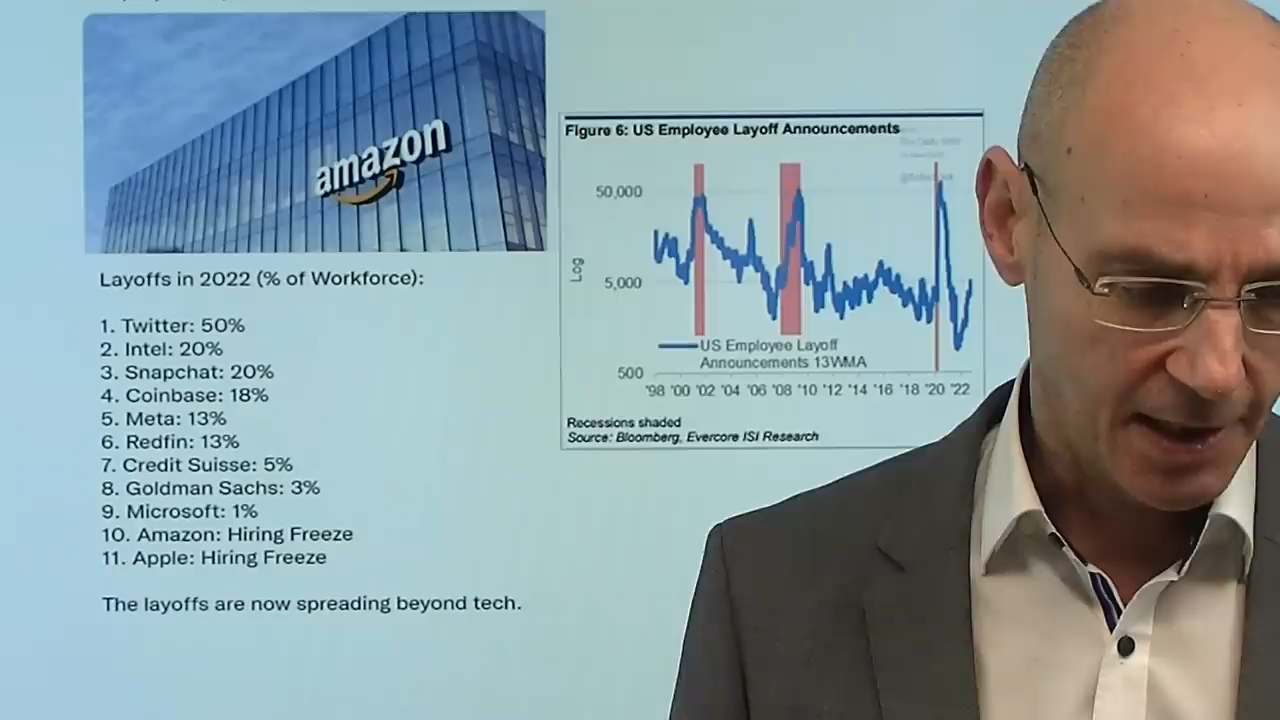 amazon
Layoffs in 2022 (% of Workforce):
1. Twitter: 50%
2. Intel: 20%
3. Snapchat: 20%
4. Coinbase: 18%
5. Meta: 13%
6. Redfin: 13%
7. Credit Suisse: 5%
8. Goldman Sachs: 3%
9. Microsoft: 1%
10. Amazon: Hiring Freeze
11. Apple: Hiring Freeze
The layoffs are now spreading beyond tech.
Figure 6: US Employee Layoff Announcements
50,000
Log
5,000
US Employee Layoff
Announcements 13WMA
500
'98 '00 '02 '04 '06 '08 '10 '12 '14 '16 '18 '20 '22
Recessions shaded
Source: Bloomberg, Evercore ISI Research